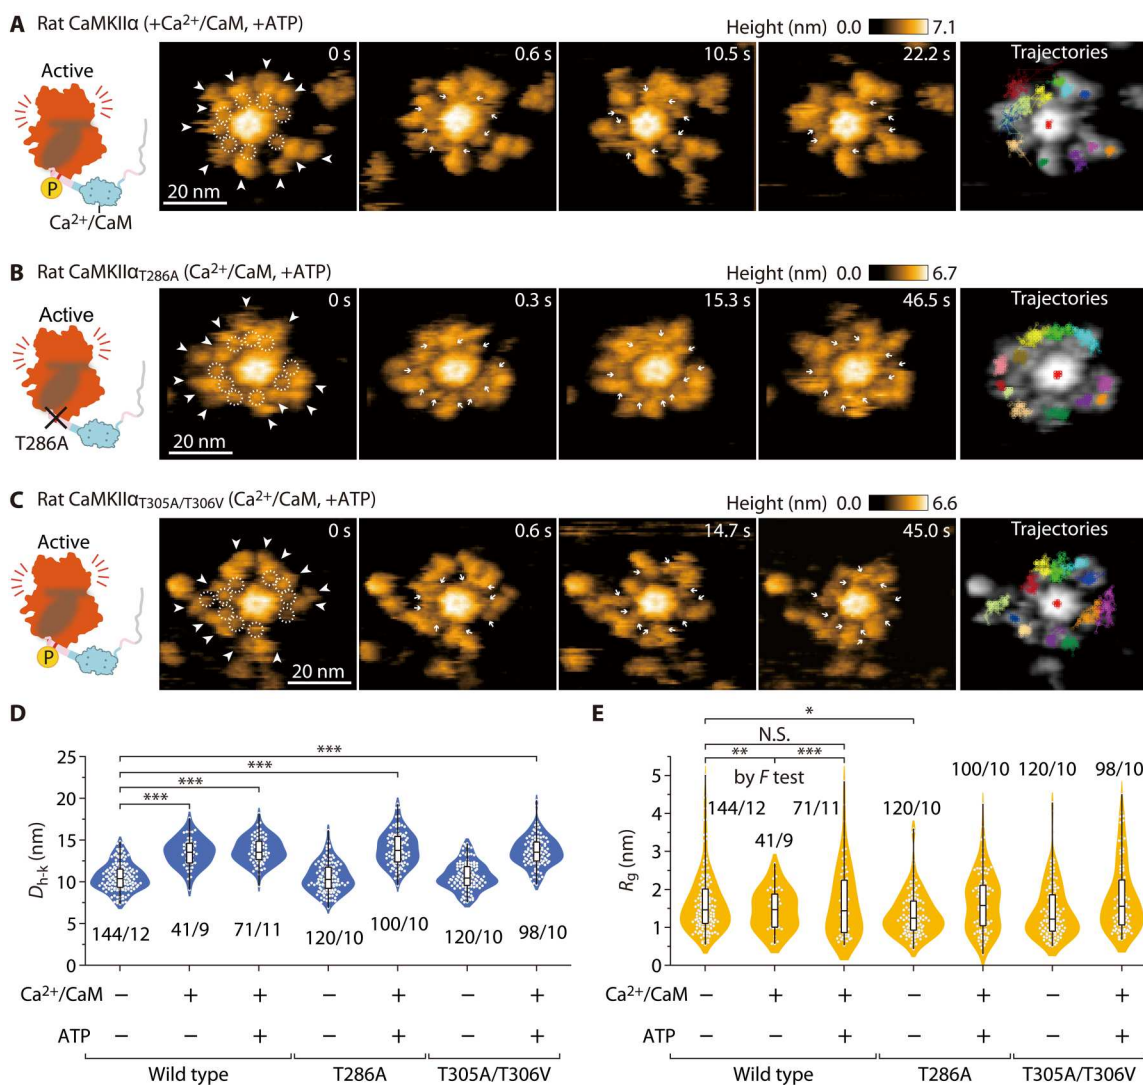 A Rat CaMKIIα (+Ca²⁺/CaM, +ATP)
Height (nm) 0.0 7.1
Active
P
Ca²⁺/CaM
0 s
20 nm
0.6 s
10.5 s
22.2 s
Trajectories
B Rat CaMKIIα T286A (Ca²⁺/CaM, +ATP)
Height (nm) 0.0 6.7
Active
T286A
0 s
20 nm
0.3 s
15.3 s
46.5 s
Trajectories
C Rat CaMKIIα T305A/T306V (Ca²⁺/CaM, +ATP)
Height (nm) 0.0 6.6
Active
P
0 s
20 nm
0.6 s
14.7 s
45.0 s
Trajectories
D
D h-k (nm)
25
20
15
10
5
0
***
***
***
***
144/12 41/9 71/11 120/10 100/10 120/10 98/10
Ca²⁺/CaM − + + − + − +
ATP − − + − + − +
Wild type T286A T305A/T306V
E
R g (nm)
5
4
3
2
1
0
*
N.S.
** ***
by F test
144/12 41/9 71/11 120/10 100/10 120/10 98/10
Ca²⁺/CaM − + + − + − +
ATP − − + − + − +
Wild type T286A T305A/T306V